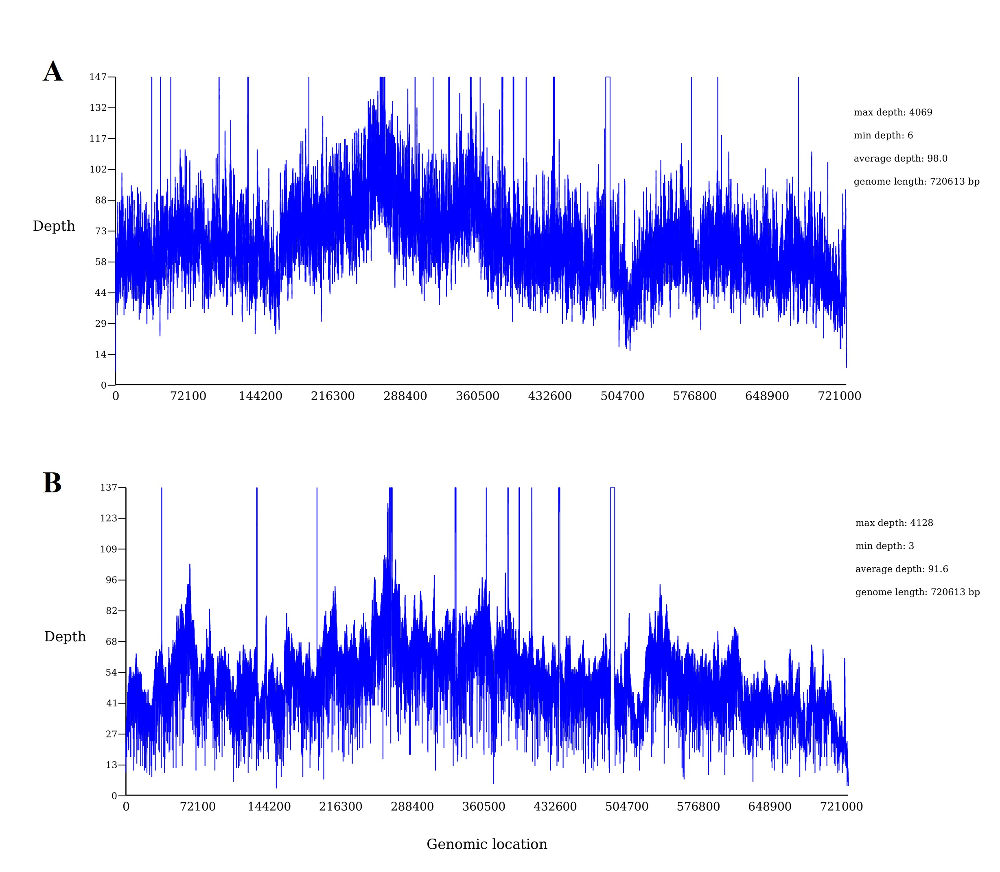 A
147
132
117
102
88
73
58
44
29
14
0
Depth
0 72100 144200 216300 288400 360500 432600 504700 576800 648900 721000
max depth: 4069
min depth: 6
average depth: 98.0
genome length: 720613 bp
B
137
123
109
96
82
68
54
41
27
13
0
Depth
0 72100 144200 216300 288400 360500 432600 504700 576800 648900 721000
max depth: 4128
min depth: 3
average depth: 91.6
genome length: 720613 bp
Genomic location